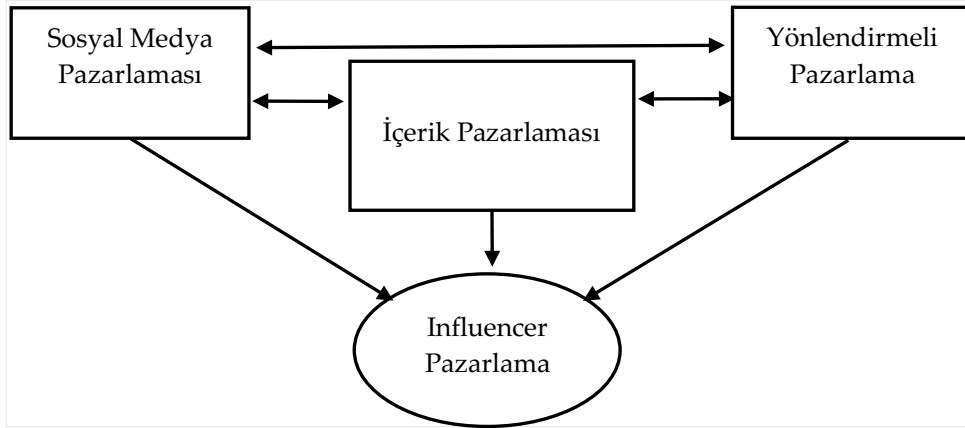 Sosyal Medya
Pazarlaması
Yönlendirmeli
Pazarlama
İçerik Pazarlaması
Influencer
Pazarlama